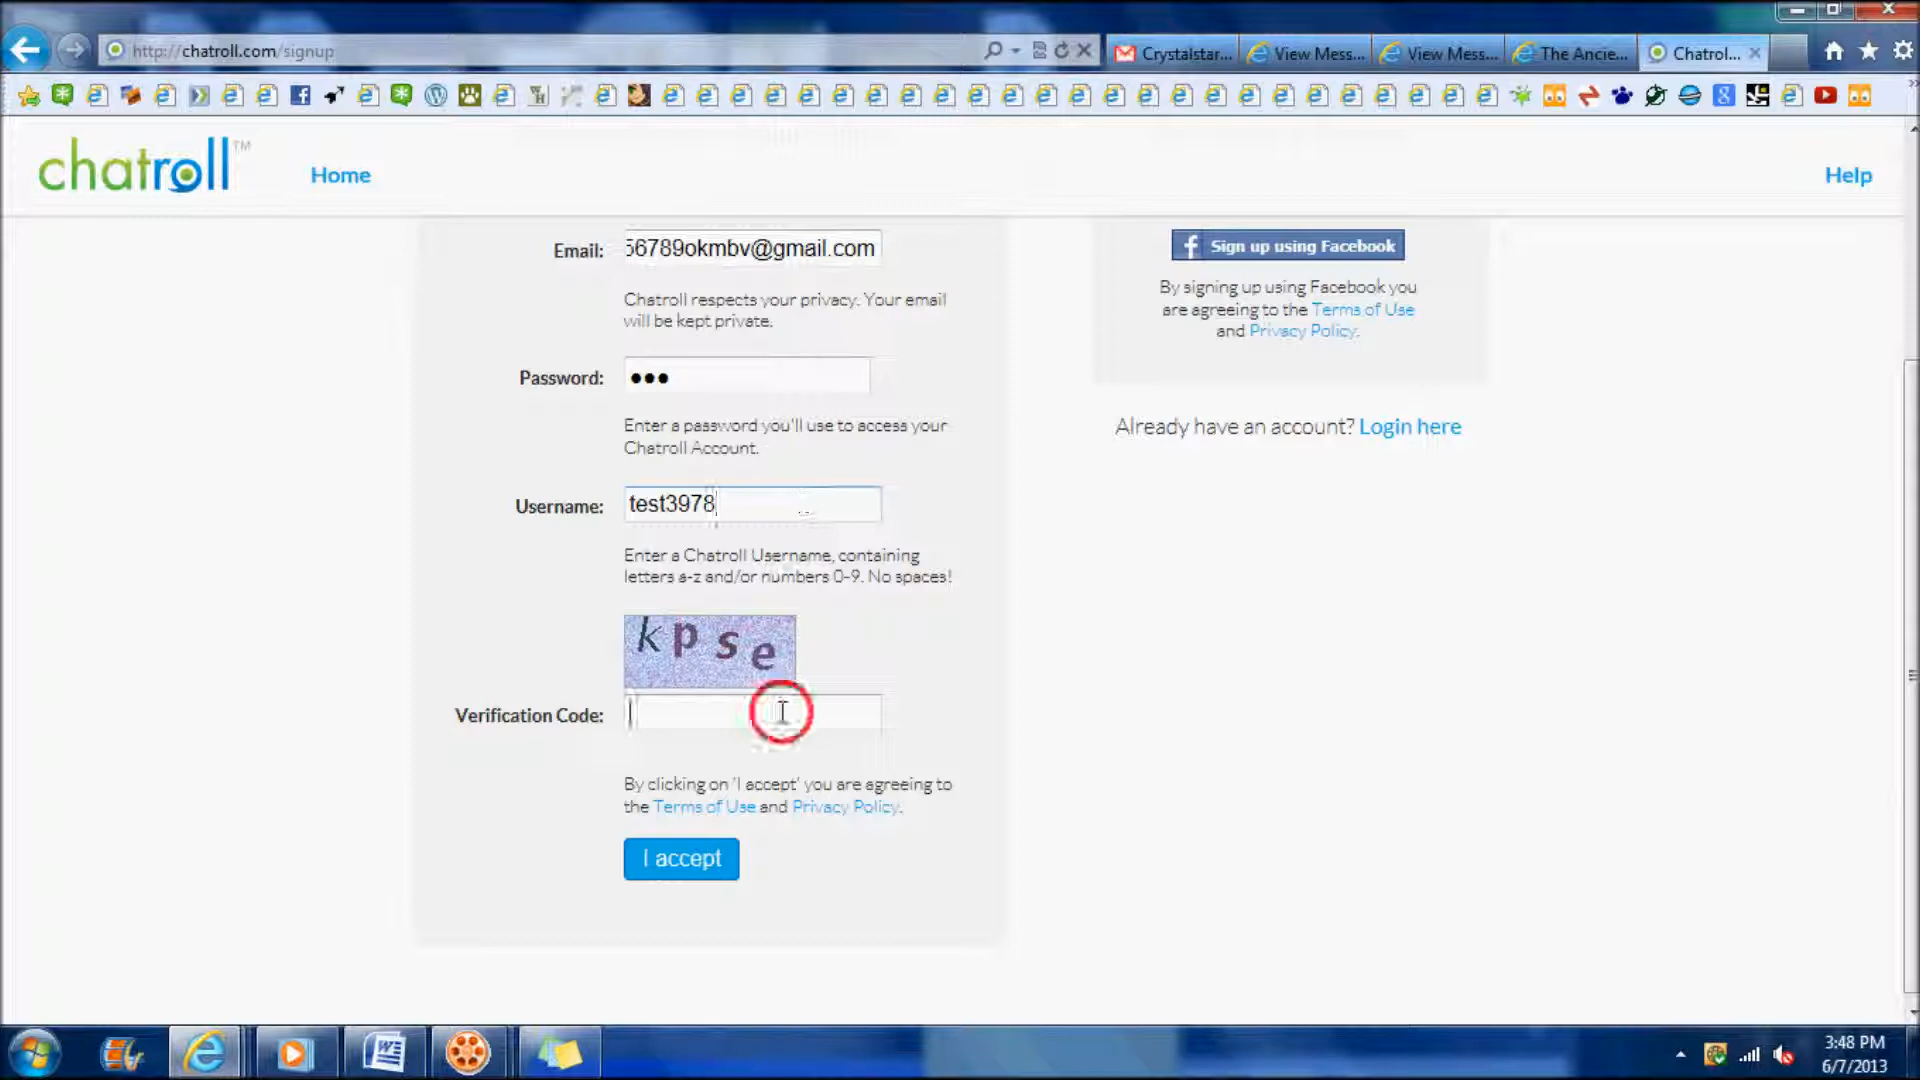 http://chatroll.com/signup
Crystalstar...
View Mess...
View Mess...
The Ancie...
Chatrol...
chatroll™
Home
Help
Email:
56789okmbv@gmail.com
Chatroll respects your privacy. Your email
will be kept private.
Password:
Enter a password you'll use to access your
Chatroll Account.
Username:
test3978
Enter a Chatroll Username, containing
letters a-z and/or numbers 0-9. No spaces!
kpse
Verification Code:
By clicking on 'I accept' you are agreeing to
the Terms of Use and Privacy Policy.
I accept
Sign up using Facebook
By signing up using Facebook you
are agreeing to the Terms of Use
and Privacy Policy.
Already have an account? Login here
3:48 PM
6/7/2013